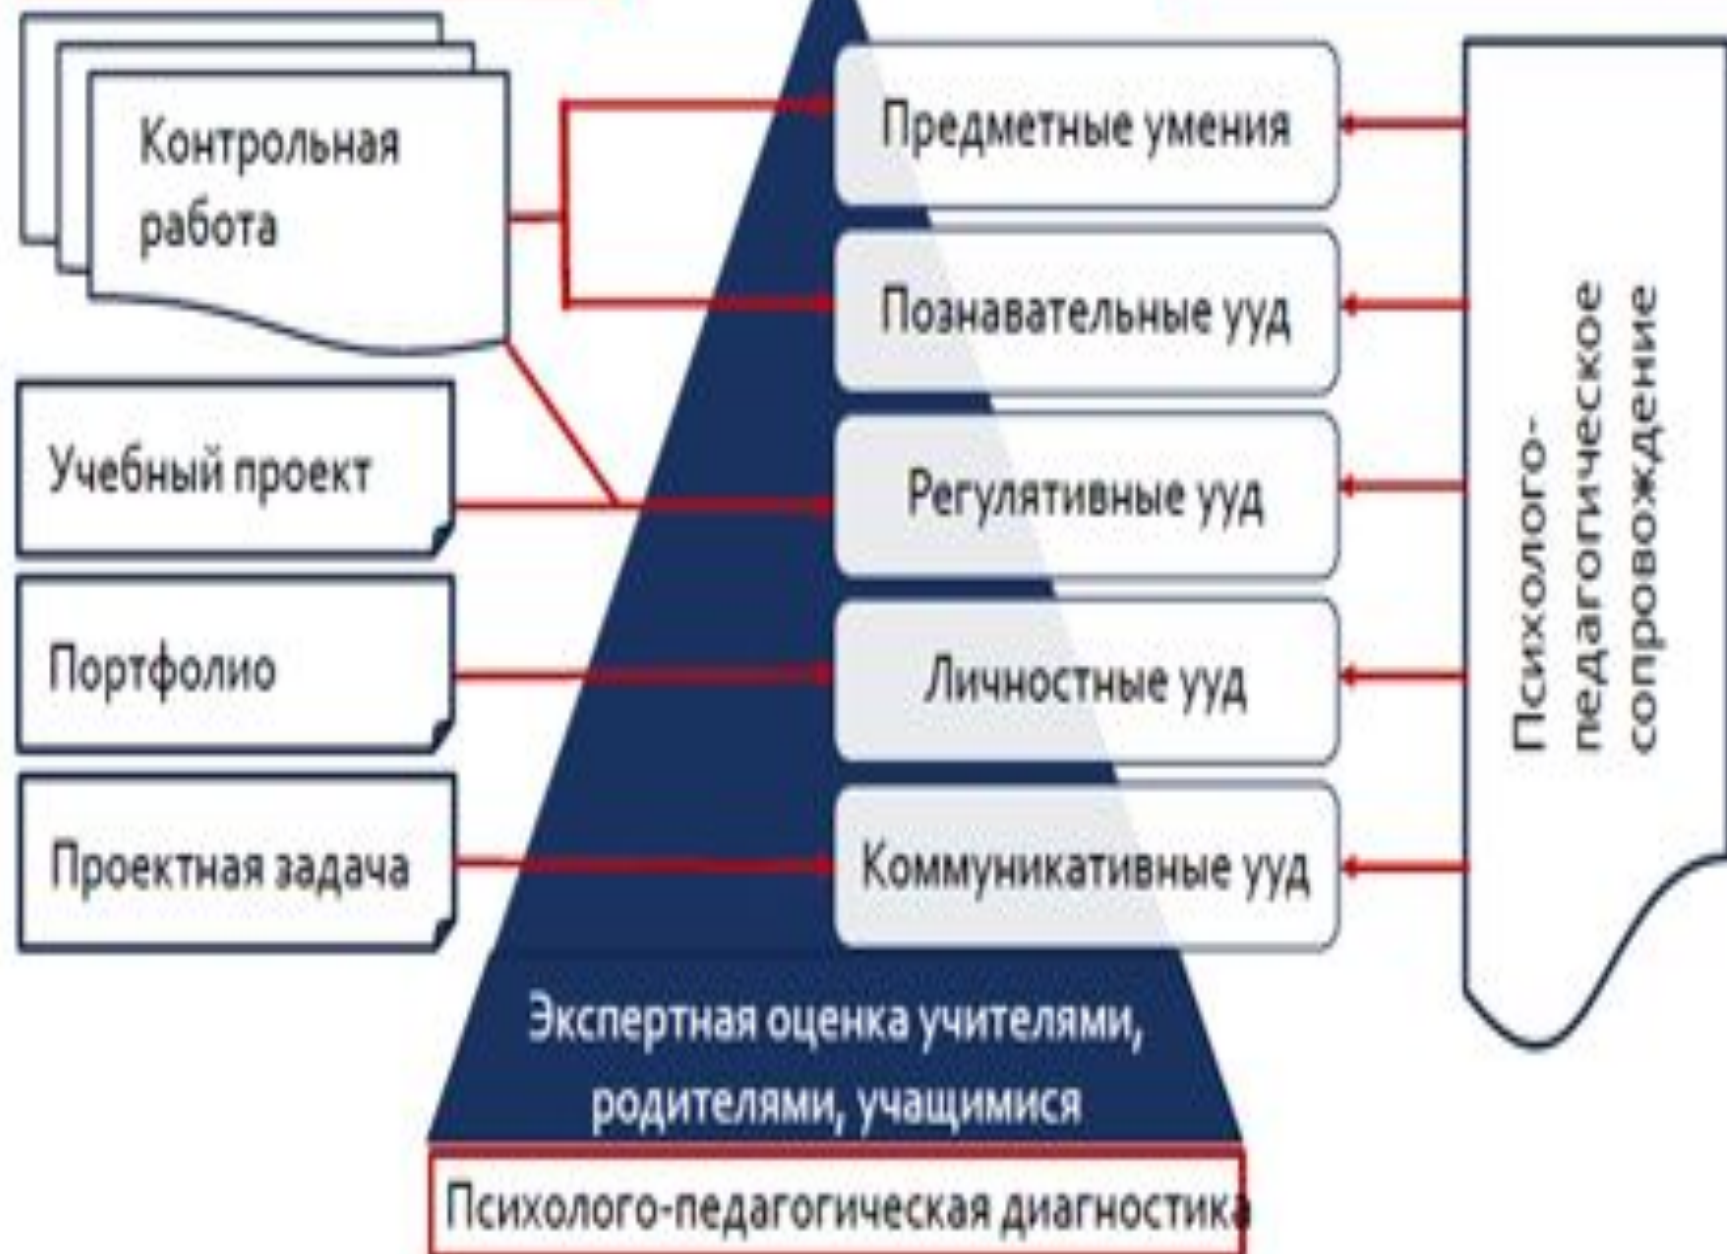 Контрольная
работа
Учебный проект
Портфолио
Проектная задача
Предметные умения
Познавательные ууд
Регулятивные ууд
Личностные ууд
Коммуникативные ууд
Психолого-
педагогическое
сопровождение
Экспертная оценка учителями,
родителями, учащимися
Психолого-педагогическая диагностика